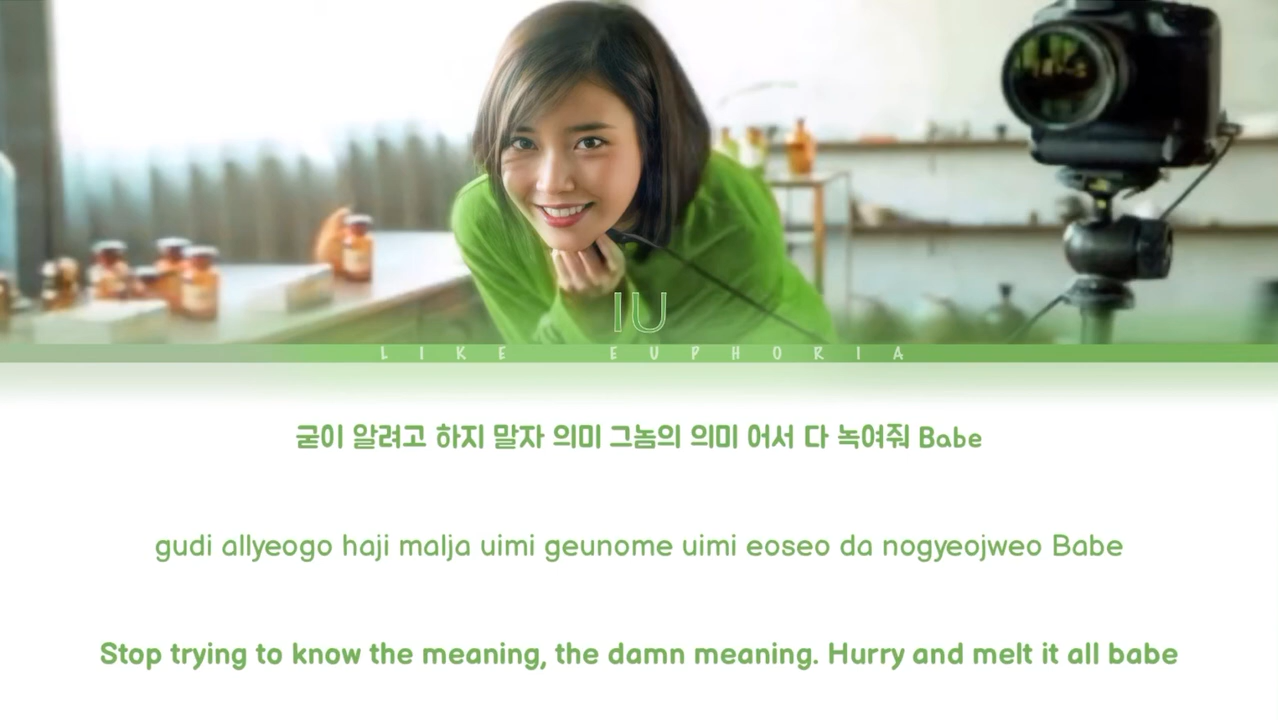 IU
LIKE EUPHORIA
굳이 알려고 하지 말자 의미 그놈의 의미 어서 다 녹여줘 Babe
gudi allyeogo haji malja uimi geunome uimi eoseo da nogyeojweo Babe
Stop trying to know the meaning, the damn meaning. Hurry and melt it all babe